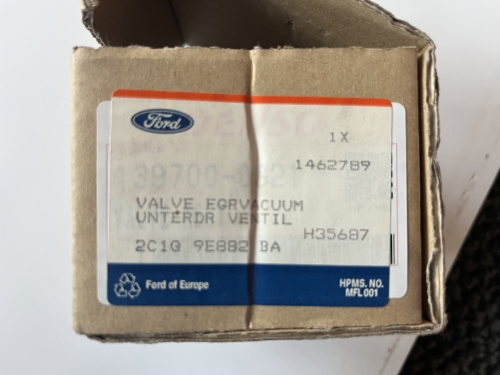 Ford
1X
1462789
VALVE EGRVACUUM
UNTERDR VENTIL
H35687
2C1Q 9E882 BA
Ford of Europe
HPMS. NO.
MFL 001